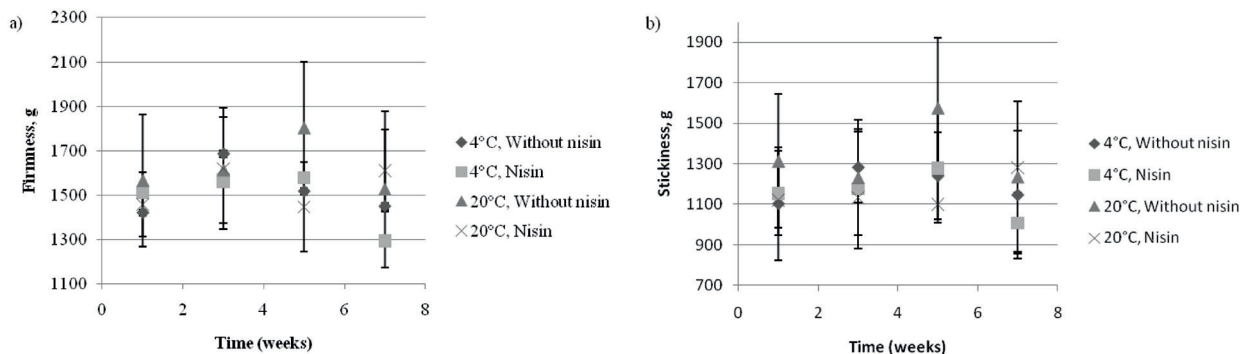 a)
2300
2100
1900
1700
1500
1300
1100
Firmness, g
0 2 4 6 8
Time (weeks)
4°C, Without nisin
4°C, Nisin
20°C, Without nisin
20°C, Nisin
b)
1900
1700
1500
1300
1100
900
700
Stickiness, g
0 2 4 6 8
Time (weeks)
4°C, Without nisin
4°C, Nisin
20°C, Without nisin
20°C, Nisin